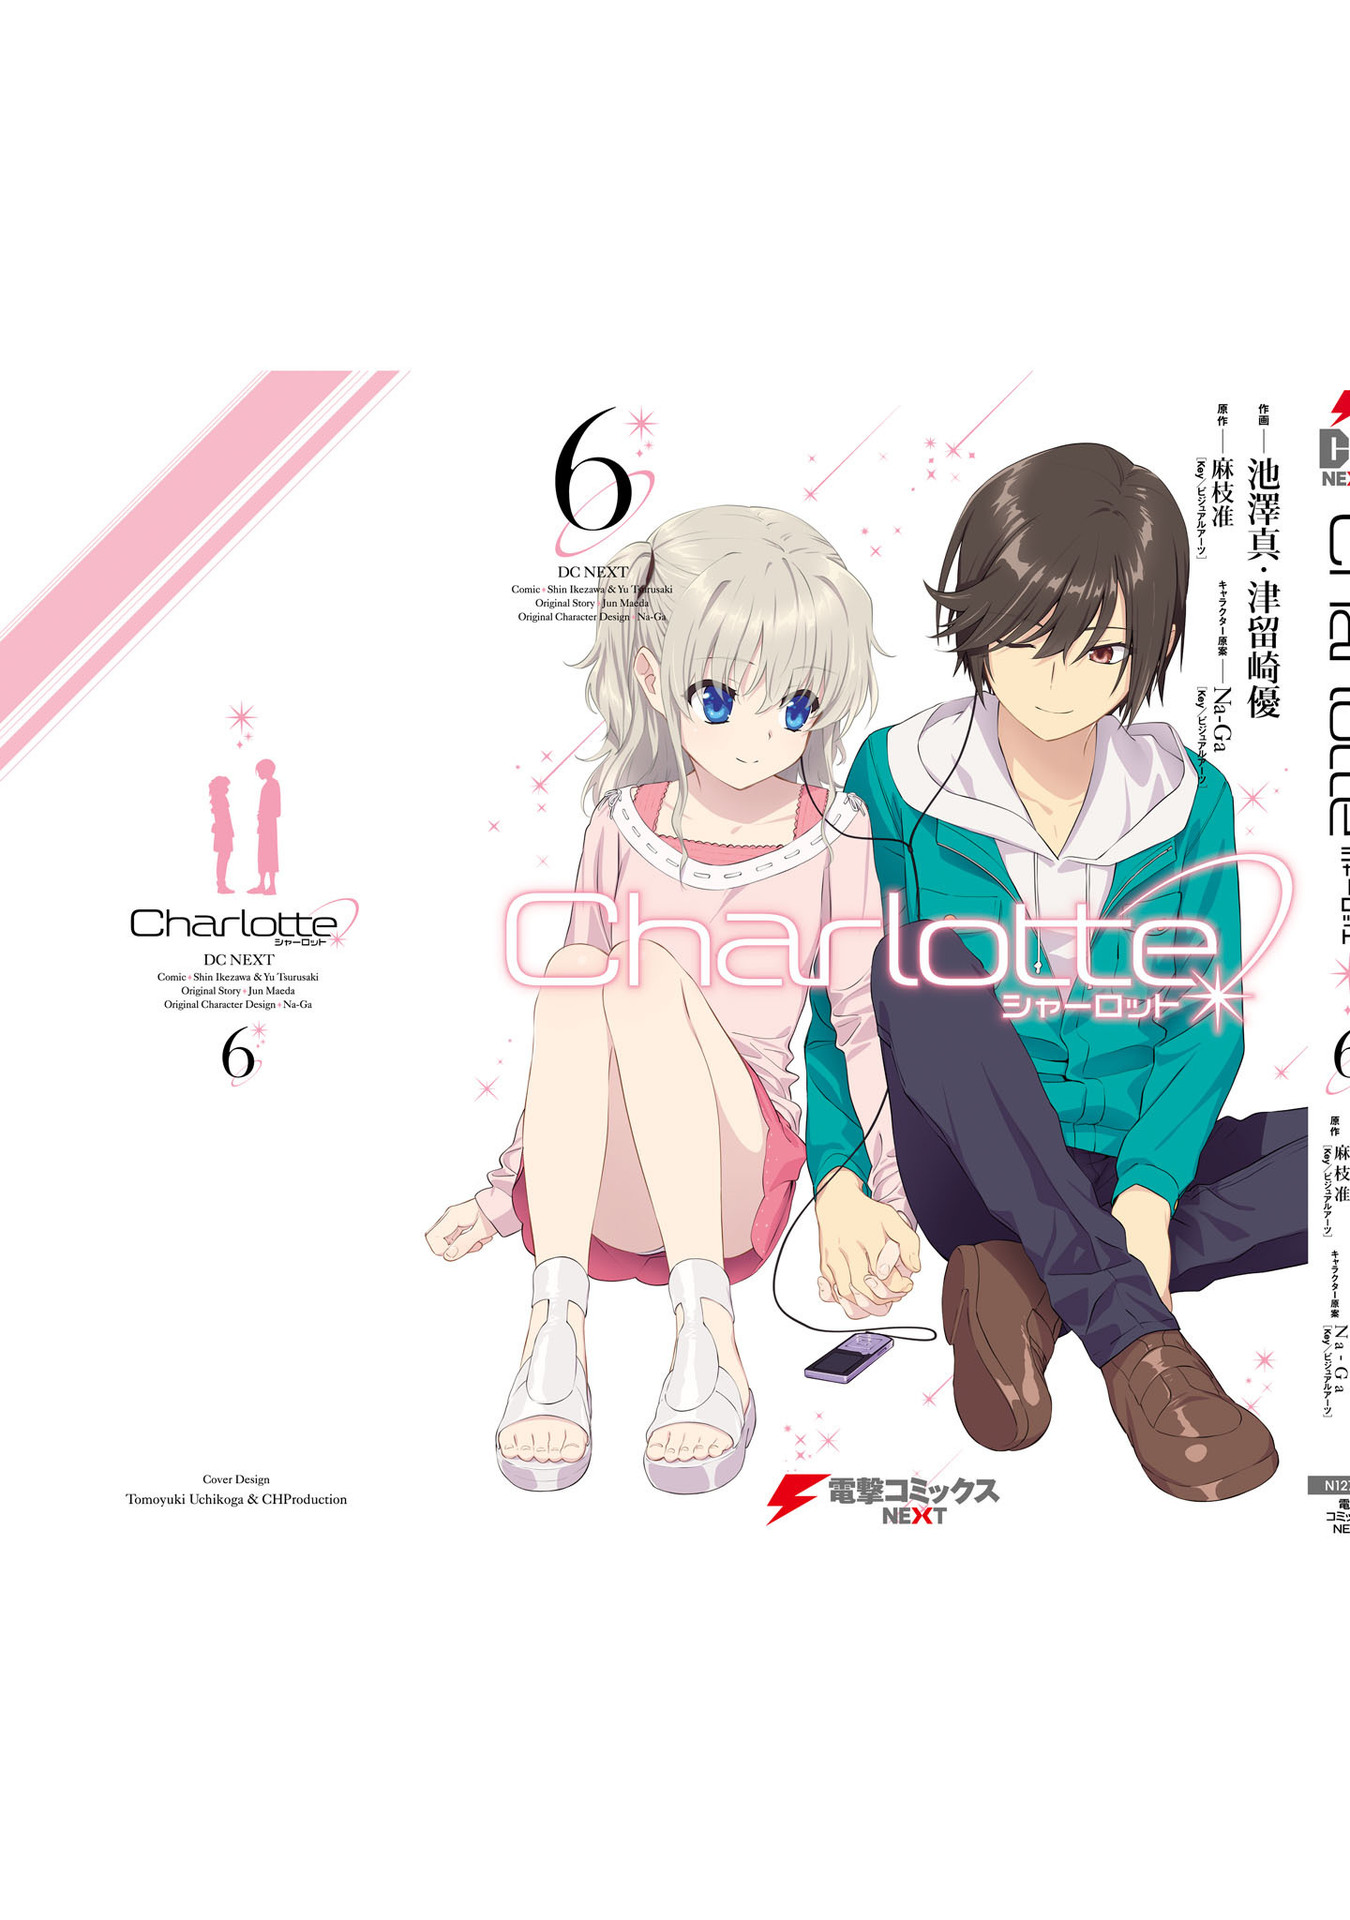 Charlotte
シャーロット
DC NEXT
Comic Shin Ikezawa & Yu Tsurusaki
Original Story Jun Maeda
Original Character Design Na-Ga
6
Cover Design
Tomoyuki Uchikoga & CHProduction
6
DC NEXT
Comic Shin Ikezawa & Yu Tsurusaki
Original Story Jun Maeda
Original Character Design Na-Ga
作画 池澤真・津留崎優
原作 麻枝准
[Key/ビジュアルアーツ]
キャラクター原案 Na-Ga
[Key/ビジュアルアーツ]
Charlotte
シャーロット
電撃コミックス
NEXT
原作 麻枝准
[Key/ビジュアルアーツ]
キャラクター原案 Na-Ga
[Key/ビジュアルアーツ]